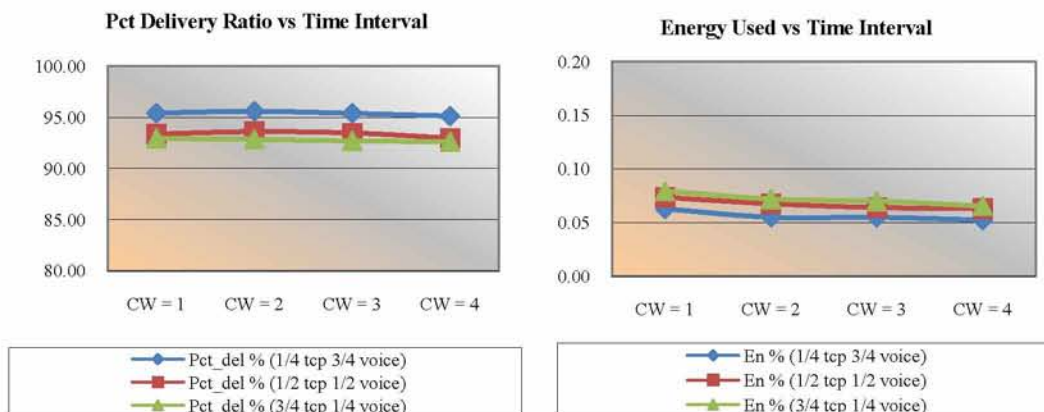 Pct Delivery Ratio vs Time Interval
100.00
95.00
90.00
85.00
80.00
CW = 1 CW = 2 CW = 3 CW = 4
Pct_del % (1/4 tcp 3/4 voice)
Pct_del % (1/2 tcp 1/2 voice)
Pct_del % (3/4 tcp 1/4 voice)
Energy Used vs Time Interval
0.20
0.15
0.10
0.05
0.00
CW = 1 CW = 2 CW = 3 CW = 4
En % (1/4 tcp 3/4 voice)
En % (1/2 tcp 1/2 voice)
En % (3/4 tcp 1/4 voice)